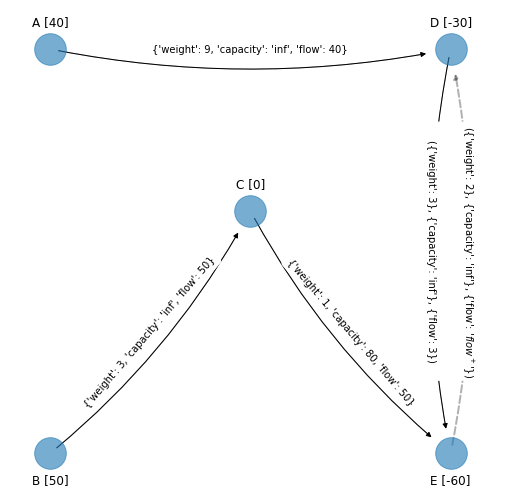 A [40]
D [-30]
{'weight': 9, 'capacity': 'inf', 'flow': 40}
C [0]
({'weight': 3}, {'capacity': 'inf'}, {'flow': 3})
({'weight': 2}, {'capacity': 'inf'}, {'flow': 'flow⁺'})
{'weight': 3, 'capacity': 'inf', 'flow': 50}
{'weight': 1, 'capacity': 80, 'flow': 50}
B [50]
E [-60]